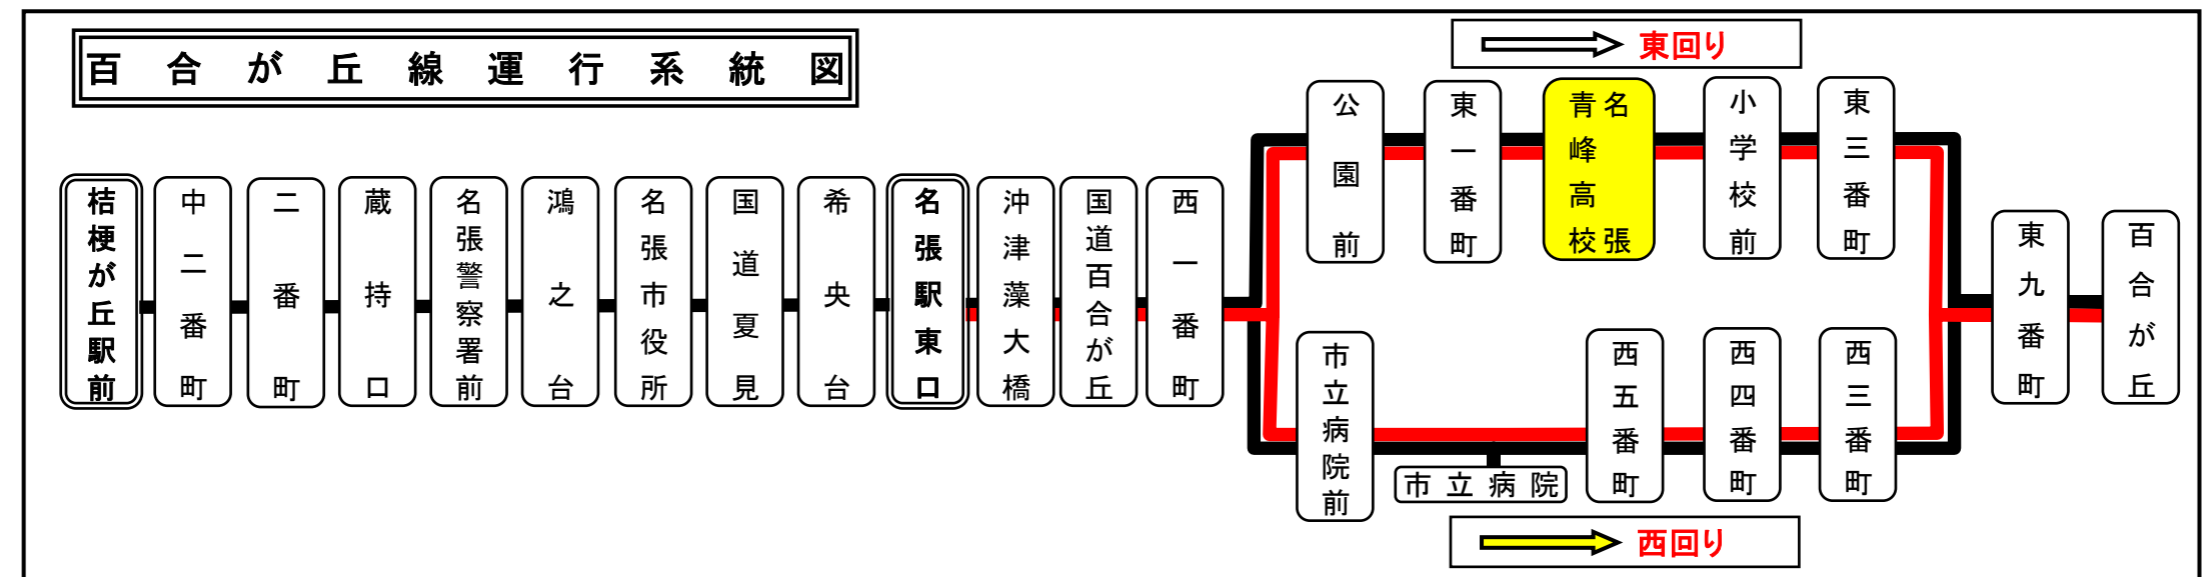 百合が丘線運行系統図
東回り
桔梗が丘駅前
中二番町
二番町
蔵持口
名張警察署前
鴻之台
名張市役所
国道夏見
希央台
名張駅東口
沖津藻大橋
国道百合が丘
西一番町
公園前
東一番町
名張
青峰高校
小学校前
東三番町
市立病院前
市立病院
西五番町
西四番町
西三番町
東九番町
百合が丘
西回り